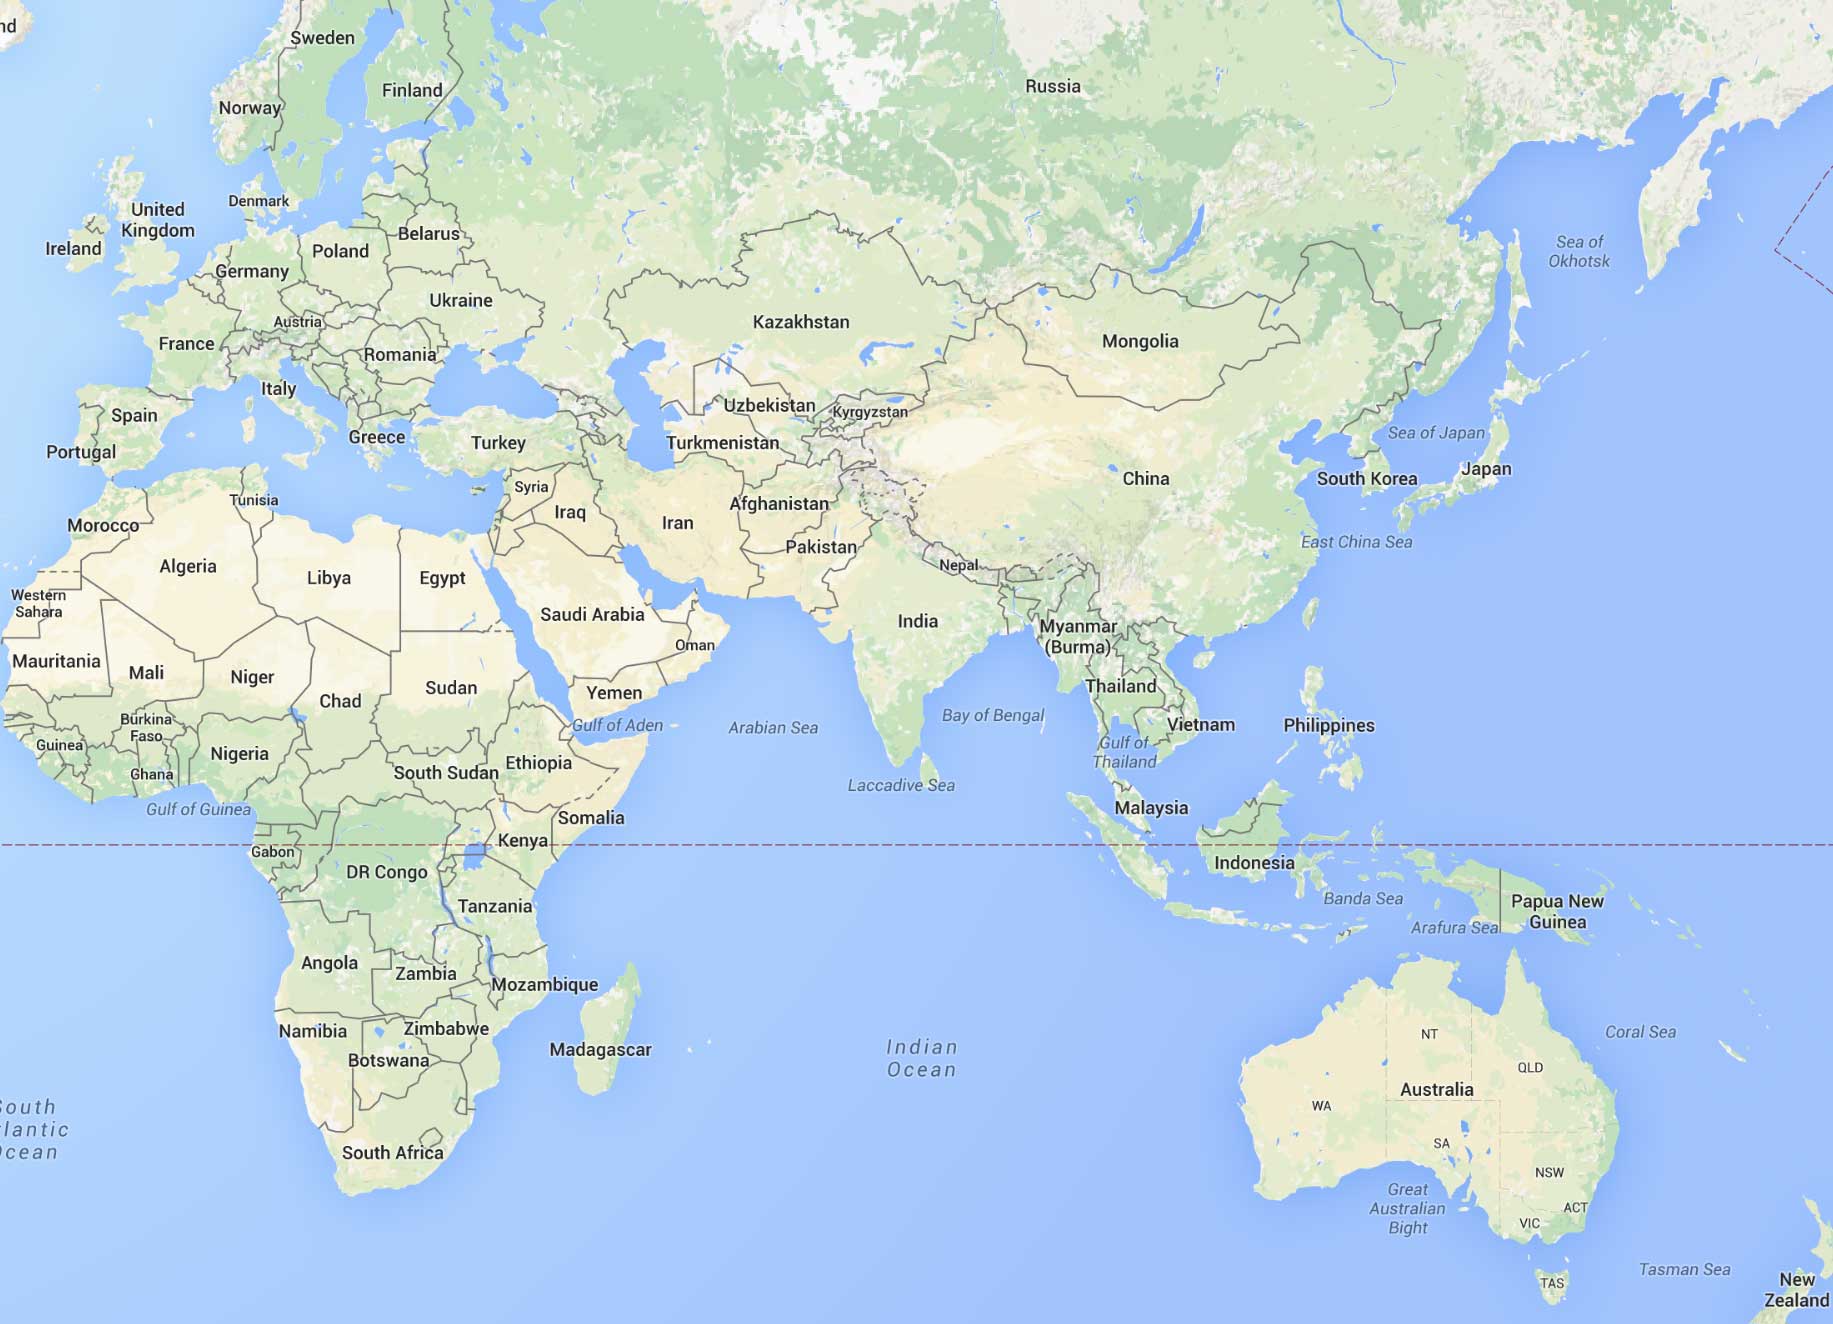 nd
Sweden
Finland
Russia
Norway
Denmark
United
Kingdom
Ireland
Belarus
Poland
Germany
Sea of
Okhotsk
Ukraine
Austria
Kazakhstan
France
Mongolia
Romania
Italy
Uzbekistan
Kyrgyzstan
Spain
Greece
Turkey
Turkmenistan
Sea of Japan
Portugal
Japan
China
South Korea
Syria
Tunisia
Afghanistan
Iraq
Iran
Morocco
East China Sea
Pakistan
Algeria
Nepal
Libya
Egypt
Western
Sahara
Saudi Arabia
India
Myanmar
(Burma)
Oman
Mauritania
Mali
Niger
Sudan
Thailand
Yemen
Chad
Burkina
Faso
Gulf of Aden
Arabian Sea
Bay of Bengal
Vietnam
Philippines
Guinea
Nigeria
Gulf of
Thailand
Ethiopia
Ghana
South Sudan
Laccadive Sea
Gulf of Guinea
Malaysia
Somalia
Kenya
Gabon
Indonesia
DR Congo
Banda Sea
Tanzania
Papua New
Guinea
Arafura Sea
Angola
Zambia
Mozambique
Namibia
Zimbabwe
Coral Sea
NT
Madagascar
Indian
Ocean
Botswana
QLD
Australia
WA
South
lantic
Ocean
SA
South Africa
NSW
Great
Australian
Bight
ACT
VIC
Tasman Sea
TAS
New
Zealand